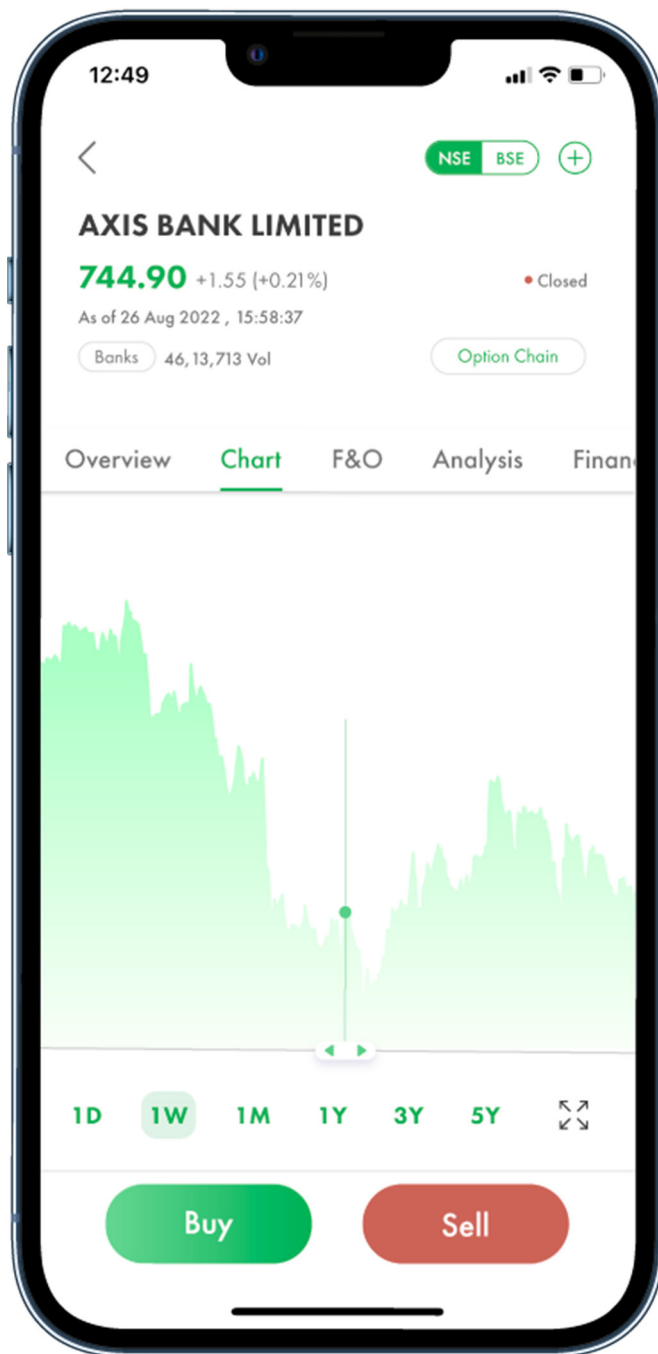 12:49
NSE BSE
AXIS BANK LIMITED
744.90 +1.55 (+0.21%) Closed
As of 26 Aug 2022 , 15:58:37
Banks 46,13,713 Vol Option Chain
Overview Chart F&O Analysis Finan
1D 1W 1M 1Y 3Y 5Y
Buy Sell